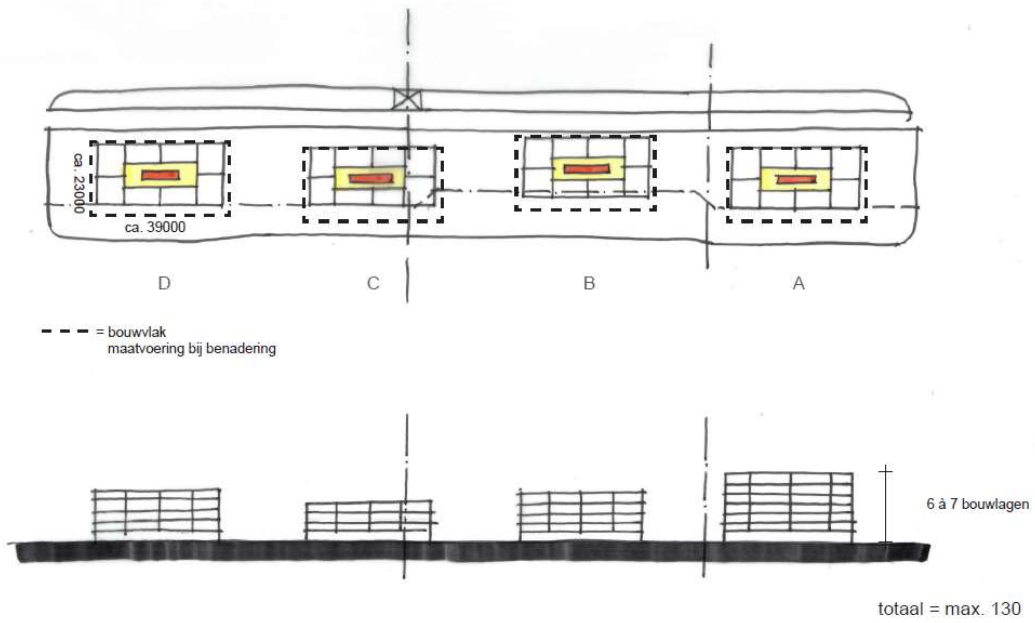 ca. 23000
ca. 39000
D
C
B
A
= bouwvlak
maatvoering bij benadering
6 à 7 bouwlagen
totaal = max. 130